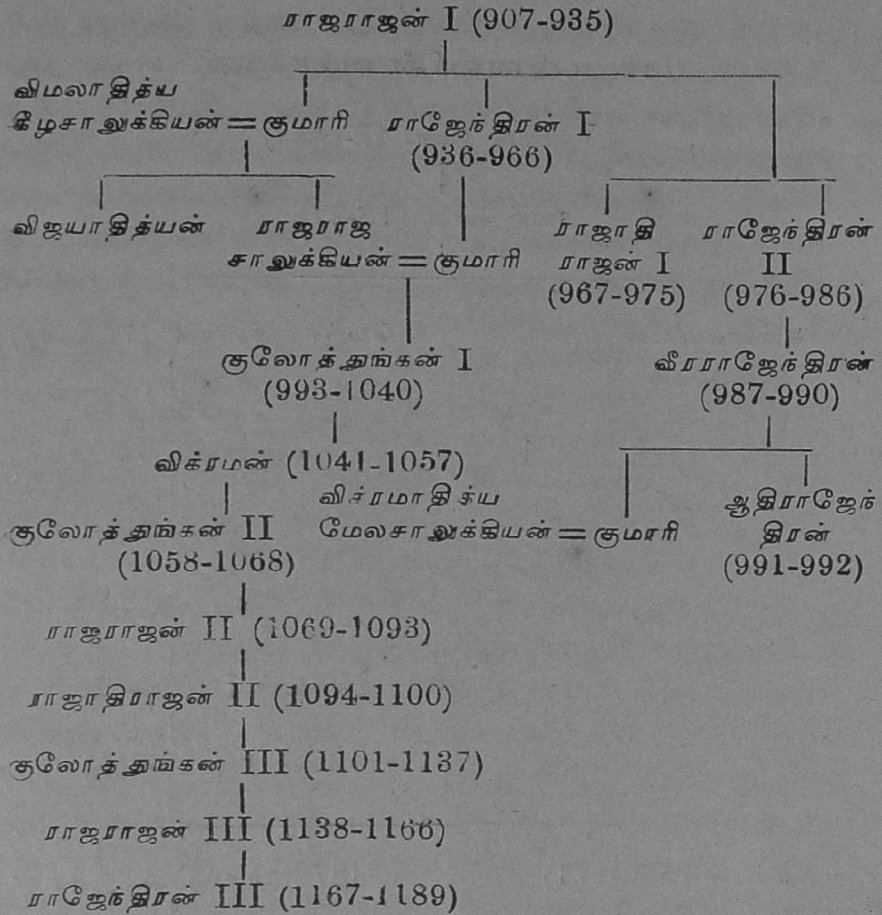 ராஜராஜன் I (907-935)
விமலாதித்ய
கீழசாலுக்கியன் = குமாரி ராஜேந்திரன் I
(936-966)
விஜயாதித்யன் ராஜராஜ ராஜாதி ராஜேந்திரன்
சாலுக்கியன் = குமாரி ராஜன் I II
(967-975) (976-986)
குலோத்துங்கன் I வீரராஜேந்திரன்
(993-1040) (987-990)
விக்ரமன் (1041-1057)
விக்ரமாதித்ய ஆதிராஜேந்
குலோத்துங்கன் II மேலசாலுக்கியன் = குமாரி திரன்
(1058-1068) (991-992)
ராஜராஜன் II (1069-1093)
ராஜாதிராஜன் II (1094-1100)
குலோத்துங்கன் III (1101-1137)
ராஜராஜன் III (1138-1166)
ராஜேந்திரன் III (1167-1189)